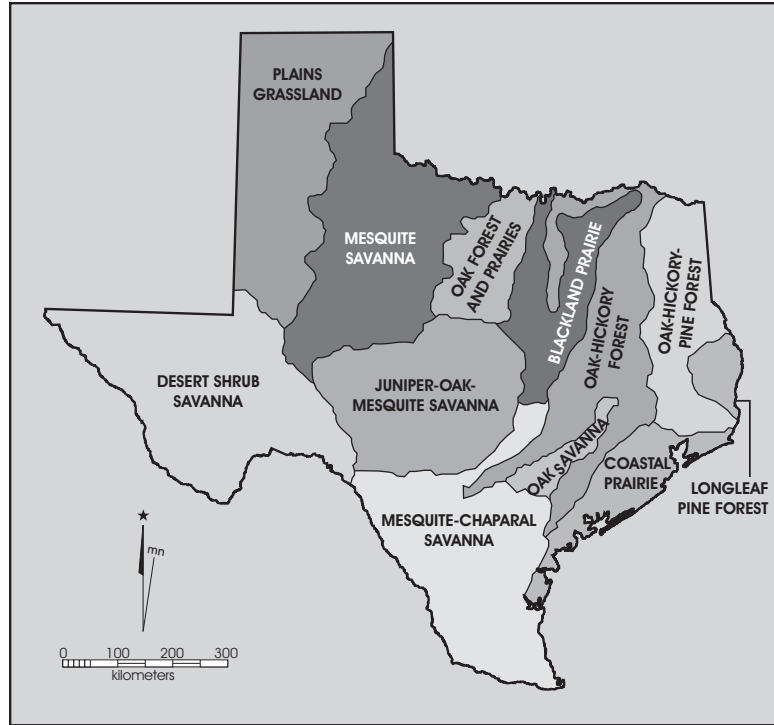 PLAINS
GRASSLAND
MESQUITE
SAVANNA
OAK FOREST
AND PRAIRIES
BLACKLAND PRAIRIE
OAK-HICKORY
FOREST
OAK-HICKORY-
PINE FOREST
DESERT SHRUB
SAVANNA
JUNIPER-OAK-
MESQUITE SAVANNA
OAK SAVANNA
COASTAL
PRAIRIE
LONGLEAF
PINE FOREST
MESQUITE-CHAPARAL
SAVANNA
mn
0 100 200 300
kilometers